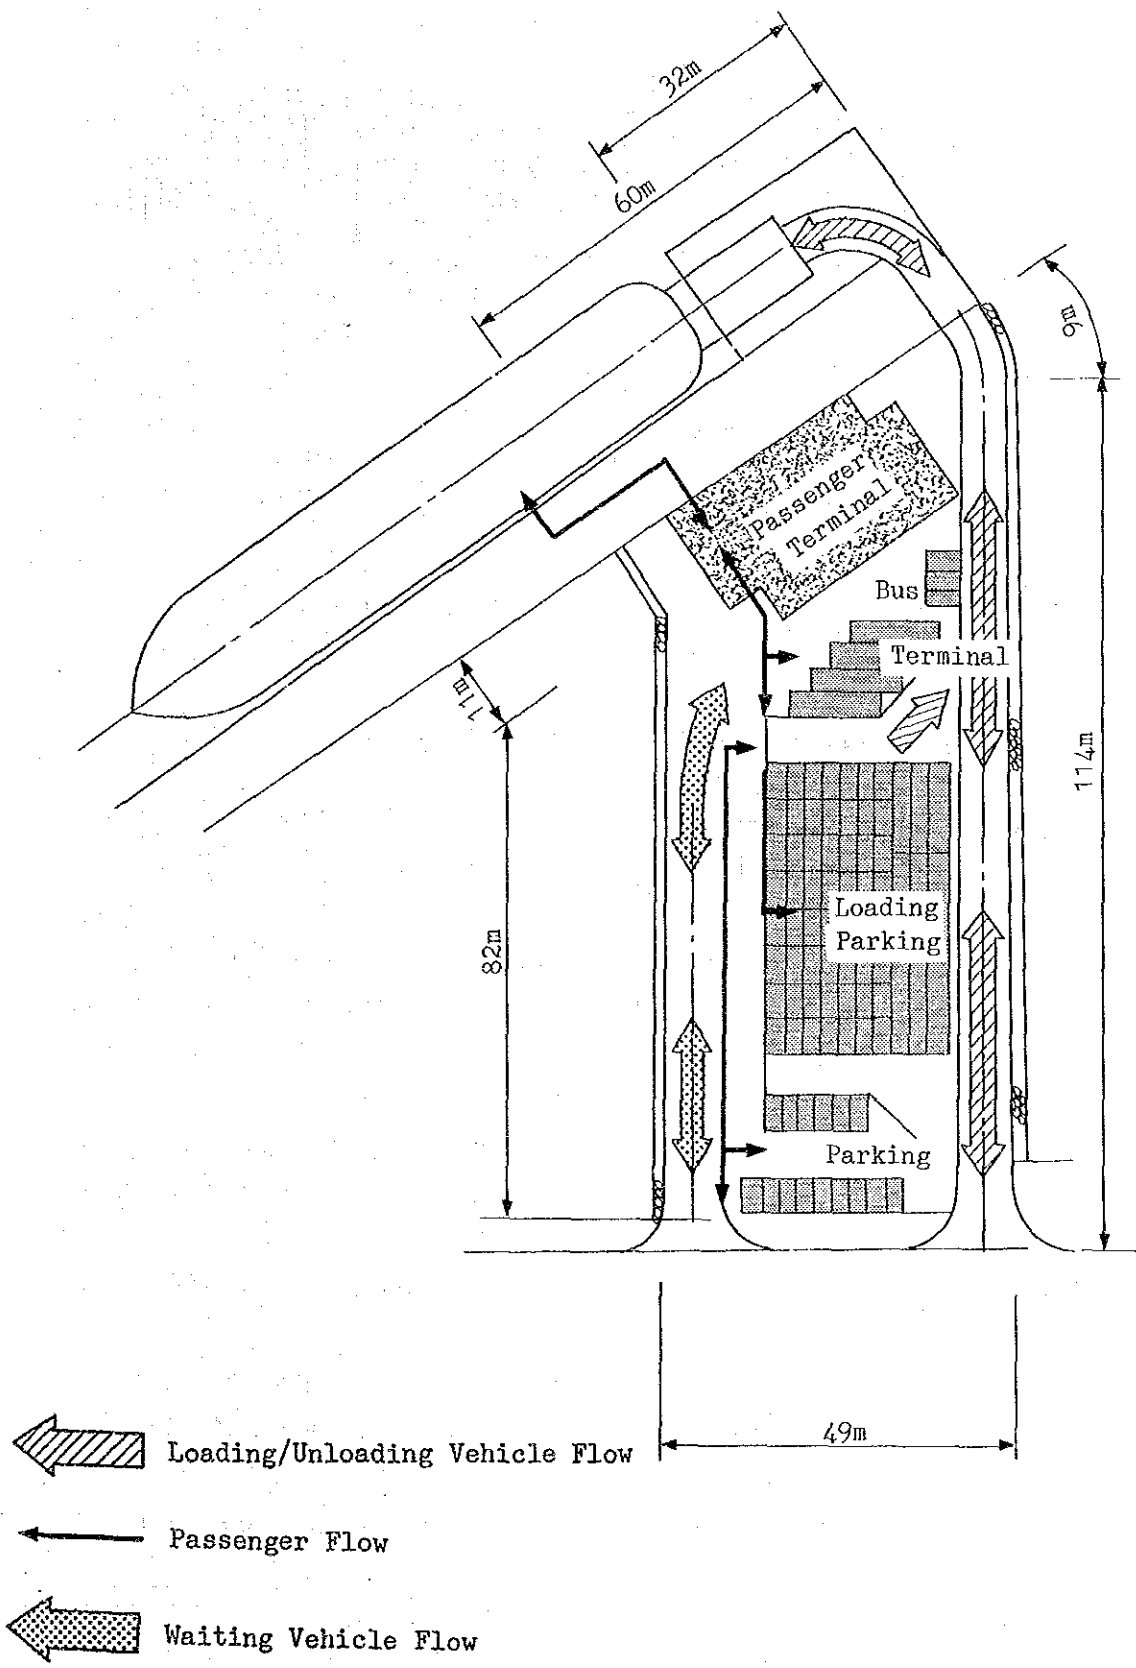 32m
60m
9m
Passenger
Terminal
Bus
Terminal
11m
114m
82m
Loading
Parking
Parking
49m
Loading/Unloading Vehicle Flow
Passenger Flow
Waiting Vehicle Flow